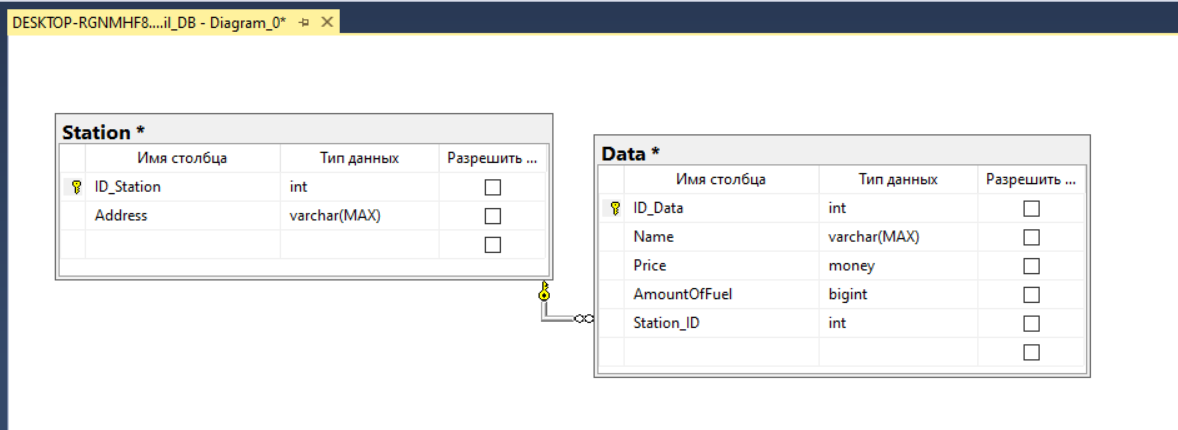 DESKTOP-RGNMHF8....il_DB - Diagram_0*
Station *
Имя столбца Тип данных Разрешить ...
ID_Station int
Address varchar(MAX)
Data *
Имя столбца Тип данных Разрешить ...
ID_Data int
Name varchar(MAX)
Price money
AmountOfFuel bigint
Station_ID int